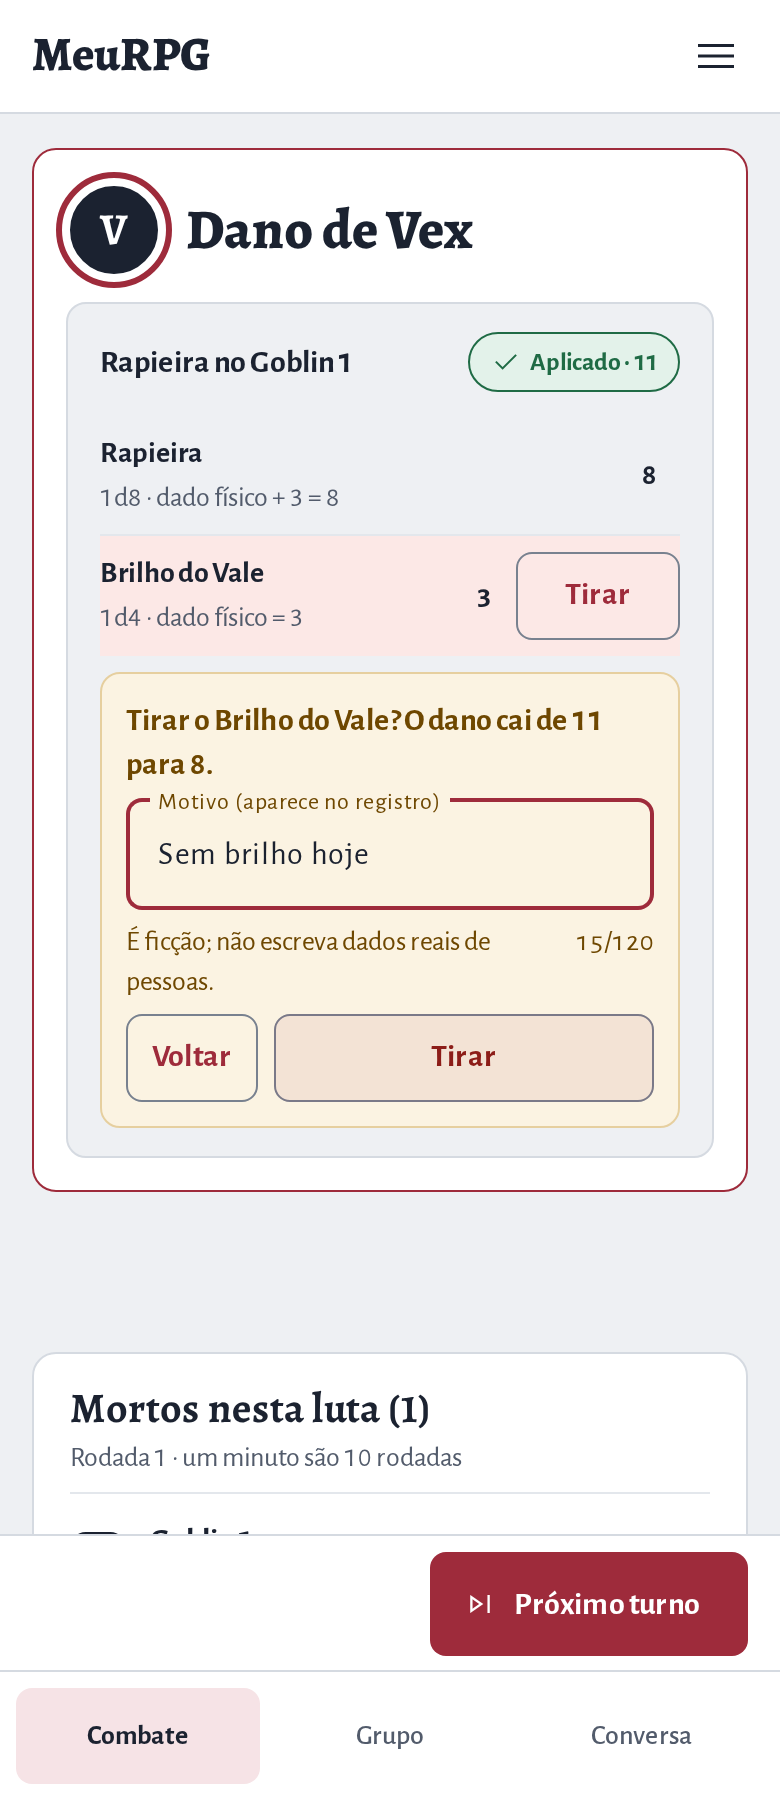 MeuRPG
V
Dano de Vex
Rapieira no Goblin 1
Aplicado · 11
Rapieira
1d8 · dado físico + 3 = 8
8
Brilho do Vale
1d4 · dado físico = 3
3
Tirar
Tirar o Brilho do Vale? O dano cai de 11
para 8.
Motivo (aparece no registro)
Sem brilho hoje
É ficção; não escreva dados reais de
pessoas.
15/120
Voltar
Tirar
Mortos nesta luta (1)
Rodada 1 · um minuto são 10 rodadas
Goblin 1
Próximo turno
Combate
Grupo
Conversa